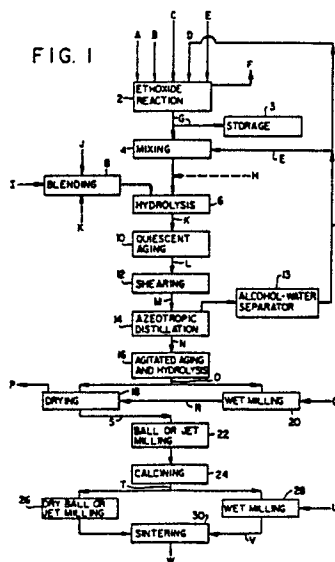 FIG. 1
C
A B D E
F
2 ETHOXIDE REACTION
G
3 STORAGE
4 MIXING
E
J
H
8
I BLENDING
HYDROLYSIS 6
K K
10 QUIESCENT AGING
L
12 SHEARING
13 ALCOHOL-WATER SEPARATOR
M
14 AZEOTROPIC DISTILLATION
N
16 AGITATED AGING AND HYDROLYSIS
O
P DRYING 18
R
WET MILLING 20
S
BALL OR JET MILLING 22
CALCINING 24
T
26 DRY BALL OR JET MILLING
28 WET MILLING
30 SINTERING
V
W